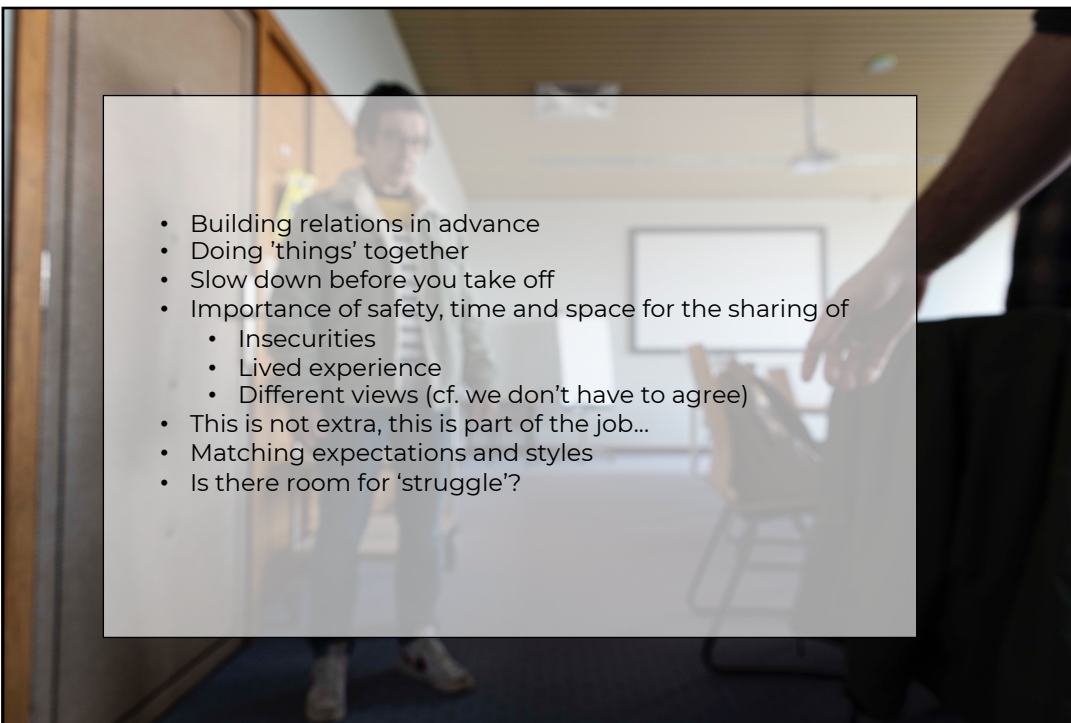 • Building relations in advance
• Doing ’things’ together
• Slow down before you take off
• Importance of safety, time and space for the sharing of
• Insecurities
• Lived experience
• Different views (cf. we don’t have to agree)
• This is not extra, this is part of the job…
• Matching expectations and styles
• Is there room for ‘struggle’?